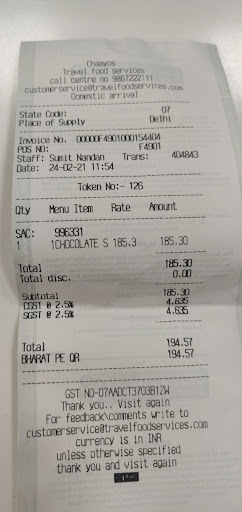 Chaayos
Travel food services
call centre no 9867222111
customerservice@travelfoodservices.com
Domestic arrival
State Code: 07
Place of Supply Delhi
Invoice No. 00000F4901000154404
POS NO: F4901
Staff: Sumit Nandan Trans: 404843
Date: 24-02-21 11:54
Token No:- 126
Qty Menu Item Rate Amount
SAC: 996331
1 1CHOCOLATE S 185.3 185.30
Total 185.30
Total disc. 0.00
Subtotal 185.30
CGST @ 2.5% 4.635
SGST @ 2.5% 4.635
Total 194.57
BHARAT PE QR 194.57
GST NO-07AADCT3703B1ZW
Thank you.. Visit again
For feedback\comments write to
customerservice@travelfoodservices.com
currency is in INR
unless otherwise specified
thank you and visit again